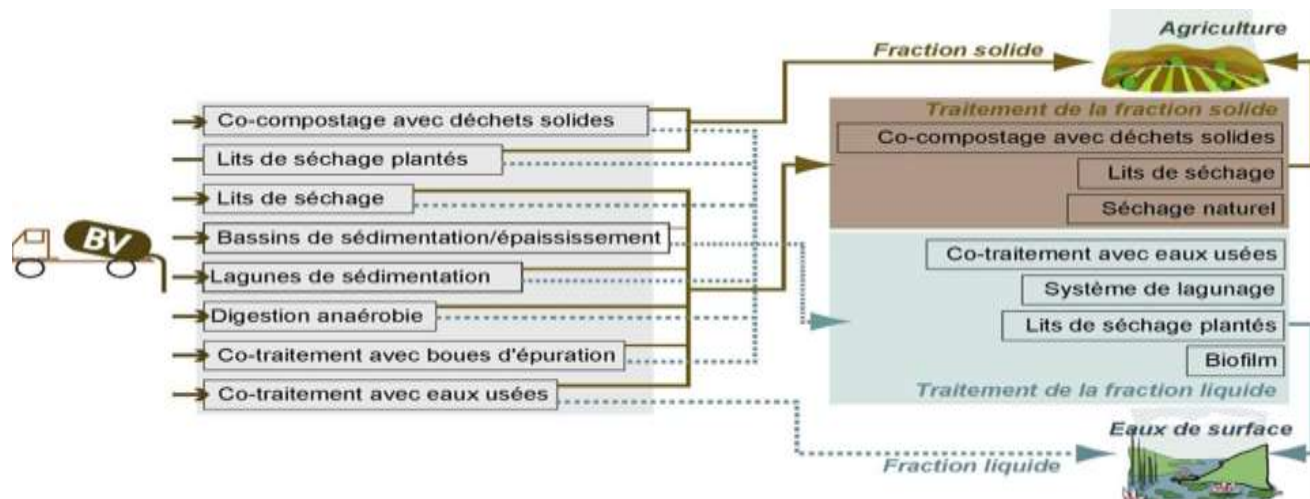 Agriculture
Fraction solide
Traitement de la fraction solide
Co-compostage avec déchets solides
Co-compostage avec déchets solides
Lits de séchage plantés
Lits de séchage
Lits de séchage
Séchage naturel
BV
Bassins de sédimentation/épaississement
Co-traitement avec eaux usées
Lagunes de sédimentation
Système de lagunage
Digestion anaérobie
Lits de séchage plantés
Co-traitement avec boues d'épuration
Biofilm
Co-traitement avec eaux usées
Traitement de la fraction liquide
Eaux de surface
Fraction liquide